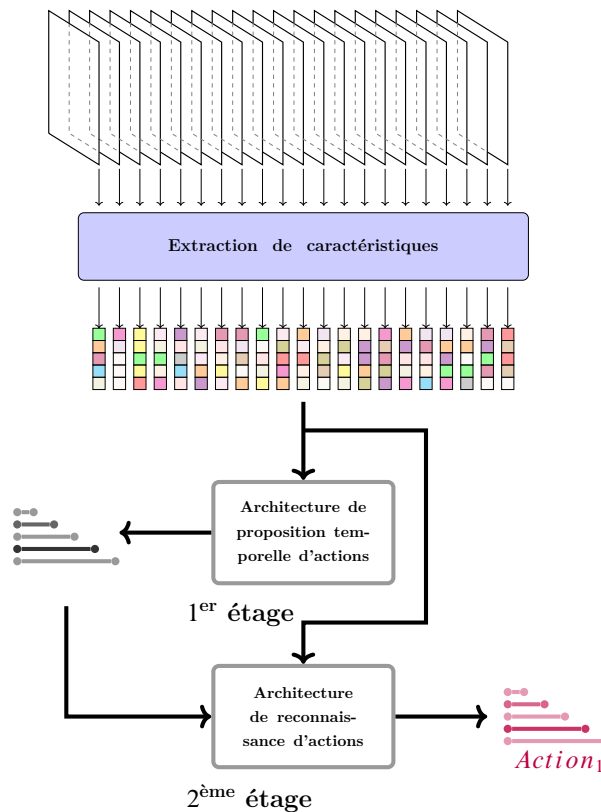 Extraction de caractéristiques
Architecture de
proposition tem-
porelle d'actions
1er étage
Architecture
de reconnais-
sance d'actions
Action1
2ème étage